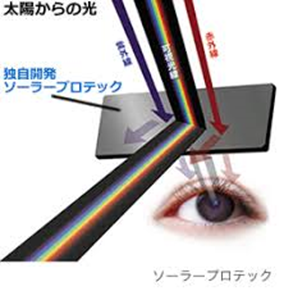 太陽からの光
紫外線
可視光線
赤外線
独自開発
ソーラープロテック
ソーラープロテック